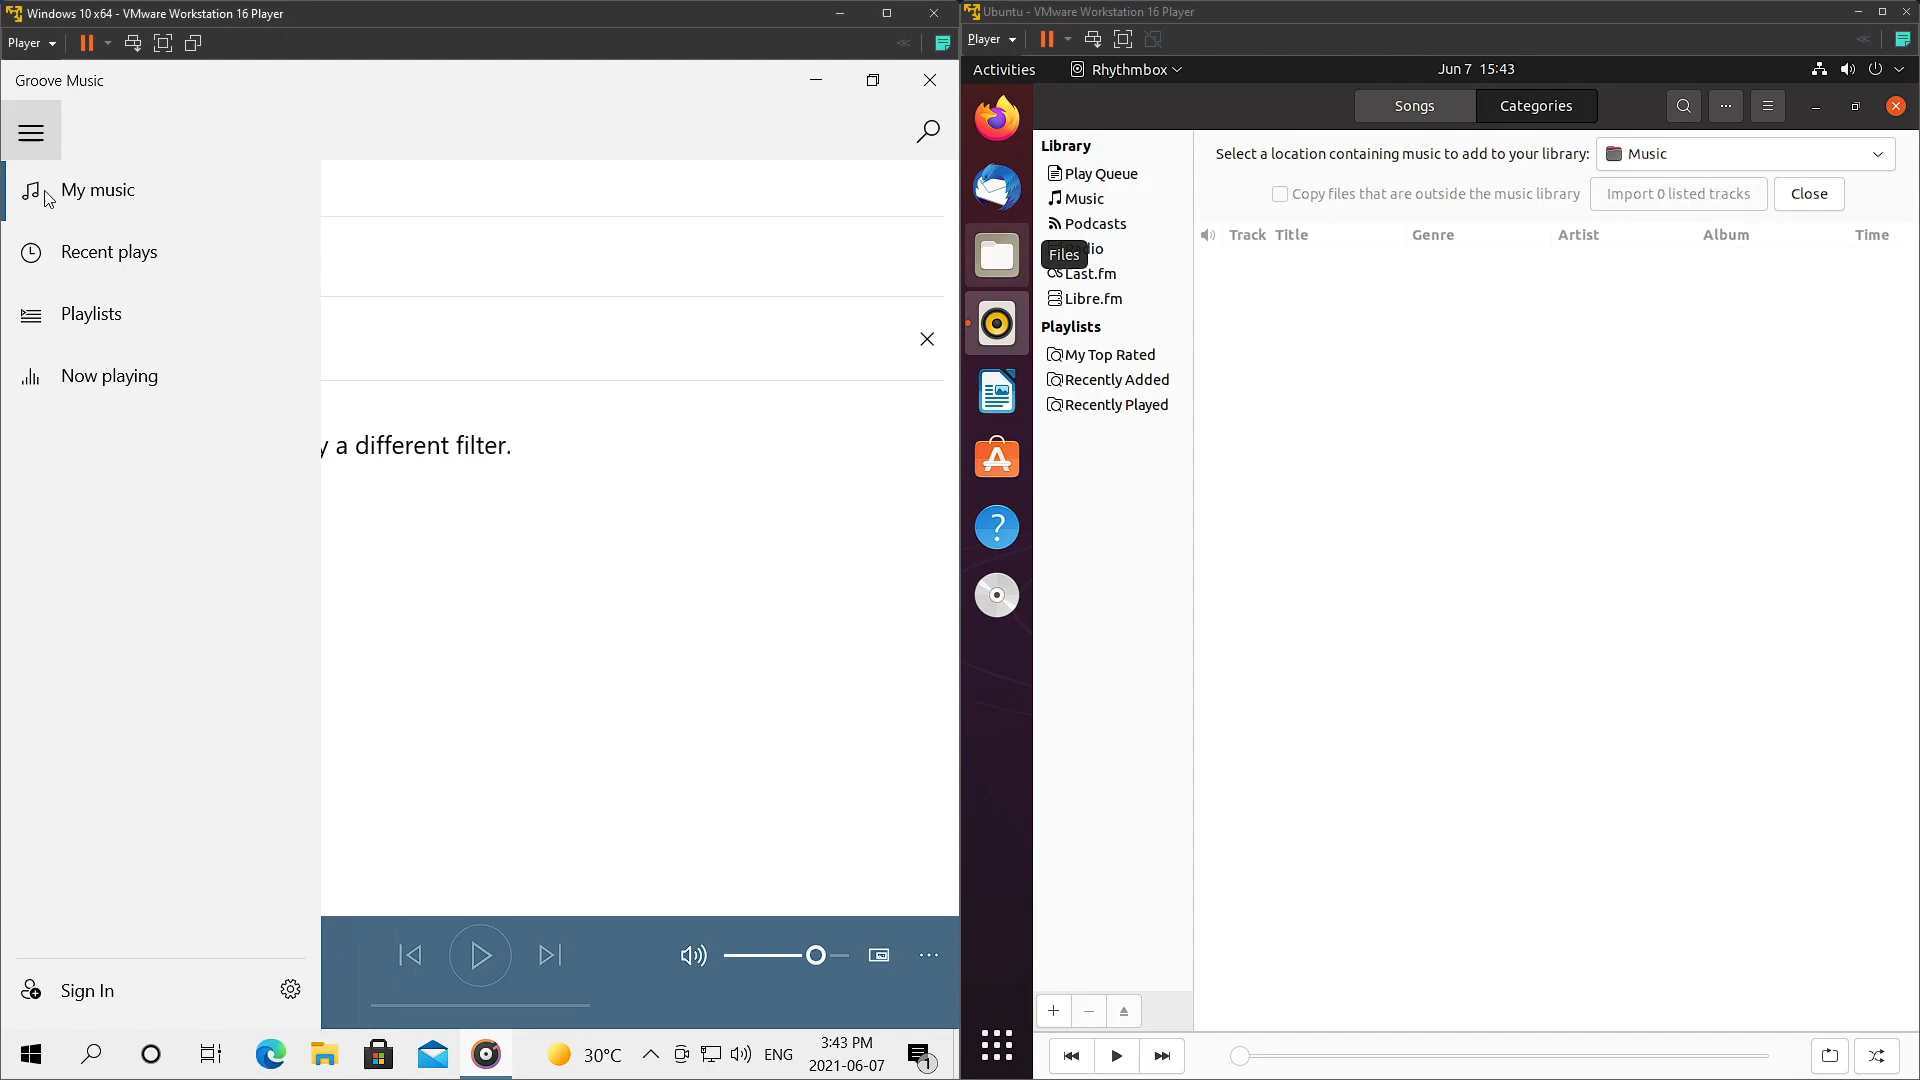 Windows 10 x64 - VMware Workstation 16 Player
Player
Groove Music
My music
Recent plays
Playlists
Now playing
a different filter.
Sign In
30°C
ENG
3:43 PM
2021-06-07
1
Ubuntu - VMware Workstation 16 Player
Player
Activities
Rhythmbox
Jun 7 15:43
Songs
Categories
Library
Play Queue
Music
Podcasts
Files
Last.fm
Libre.fm
Playlists
My Top Rated
Recently Added
Recently Played
Select a location containing music to add to your library:
Music
Copy files that are outside the music library
Import 0 listed tracks
Close
Track
Title
Genre
Artist
Album
Time